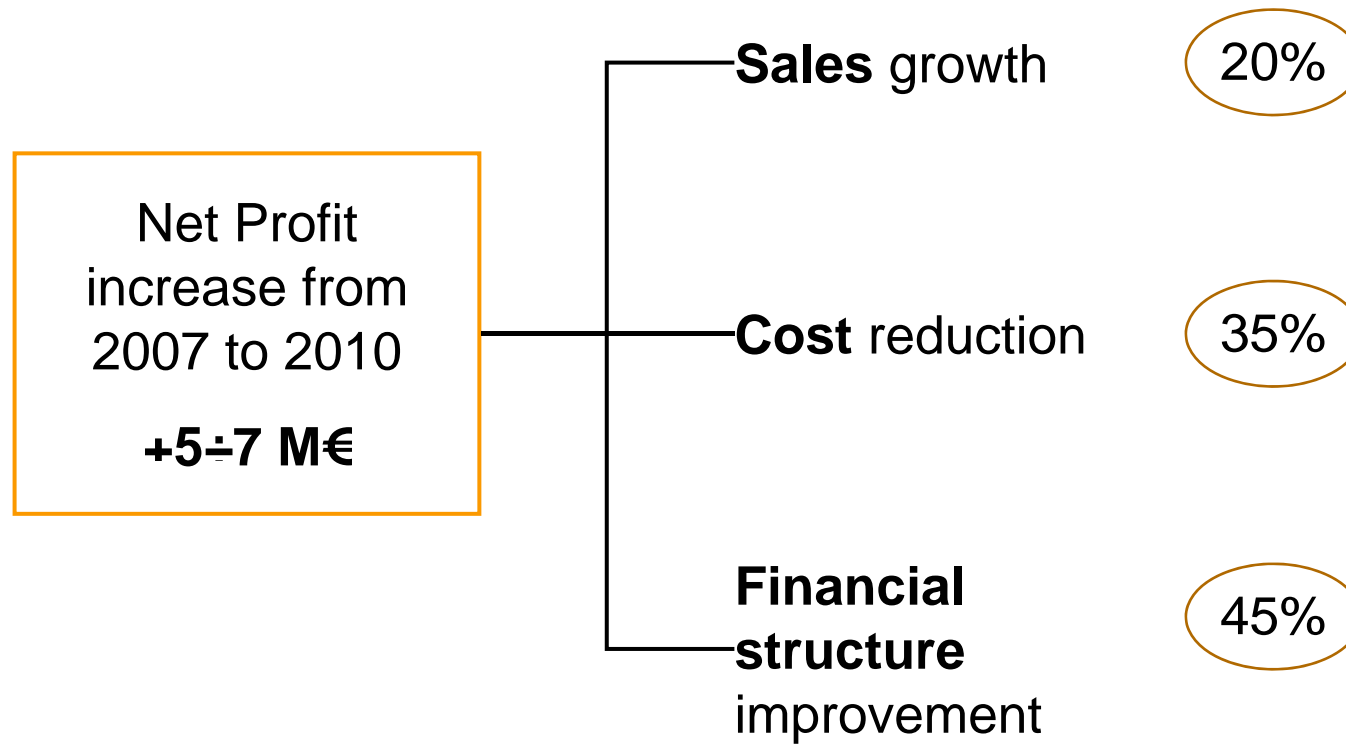 Sales growth
20%
Net Profit
increase from
2007 to 2010
+5÷7 M€
Cost reduction
35%
Financial
structure
improvement
45%